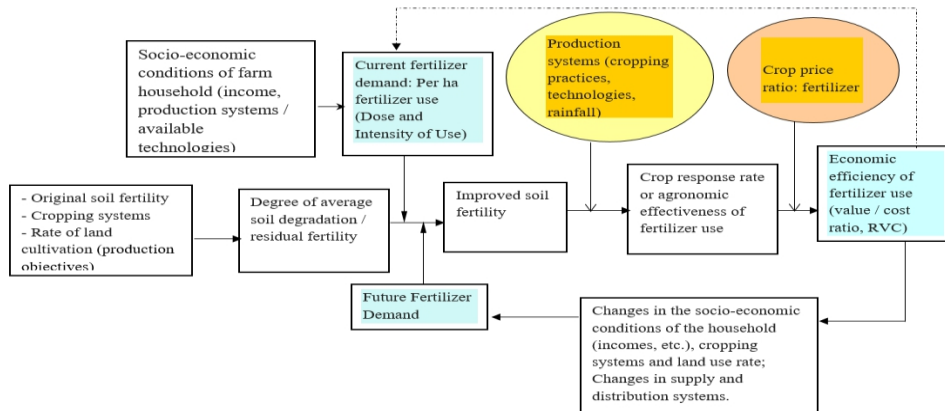 Socio-economic
conditions of farm
household (income,
production systems /
available
technologies)
Current fertilizer
demand: Per ha
fertilizer use
(Dose and
Intensity of Use)
Production
systems (cropping
practices,
technologies,
rainfall)
Crop price
ratio: fertilizer
- Original soil fertility
- Cropping systems
- Rate of land
cultivation (production
objectives)
Degree of average
soil degradation /
residual fertility
Improved soil
fertility
Crop response rate
or agronomic
effectiveness of
fertilizer use
Economic
efficiency of
fertilizer use
(value / cost
ratio, RVC)
Future Fertilizer
Demand
Changes in the socio-economic
conditions of the household
(incomes, etc.), cropping
systems and land use rate;
Changes in supply and
distribution systems.